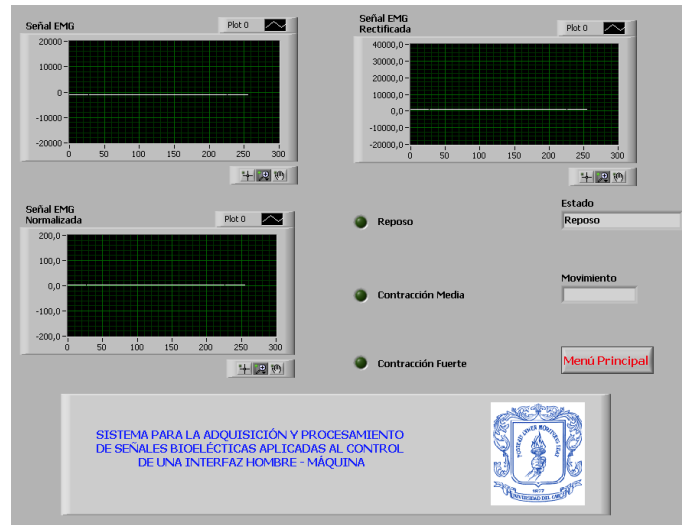 Señal EMG
Plot 0
20000
10000
0
-10000
-20000
0 50 100 150 200 250 300
Señal EMG
Rectificada
Plot 0
40000,0
30000,0
20000,0
10000,0
0,0
-10000,0
-20000,0
0 50 100 150 200 250 300
Señal EMG
Normalizada
Plot 0
200,0
100,0
0,0
-100,0
-200,0
0 50 100 150 200 250 300
Reposo
Contracción Media
Contracción Fuerte
Estado
Reposo
Movimiento
Menú Principal
SISTEMA PARA LA ADQUISICIÓN Y PROCESAMIENTO
DE SEÑALES BIOELÉCTICAS APLICADAS AL CONTROL
DE UNA INTERFAZ HOMBRE - MÁQUINA
1827
UNIVERSIDAD DEL